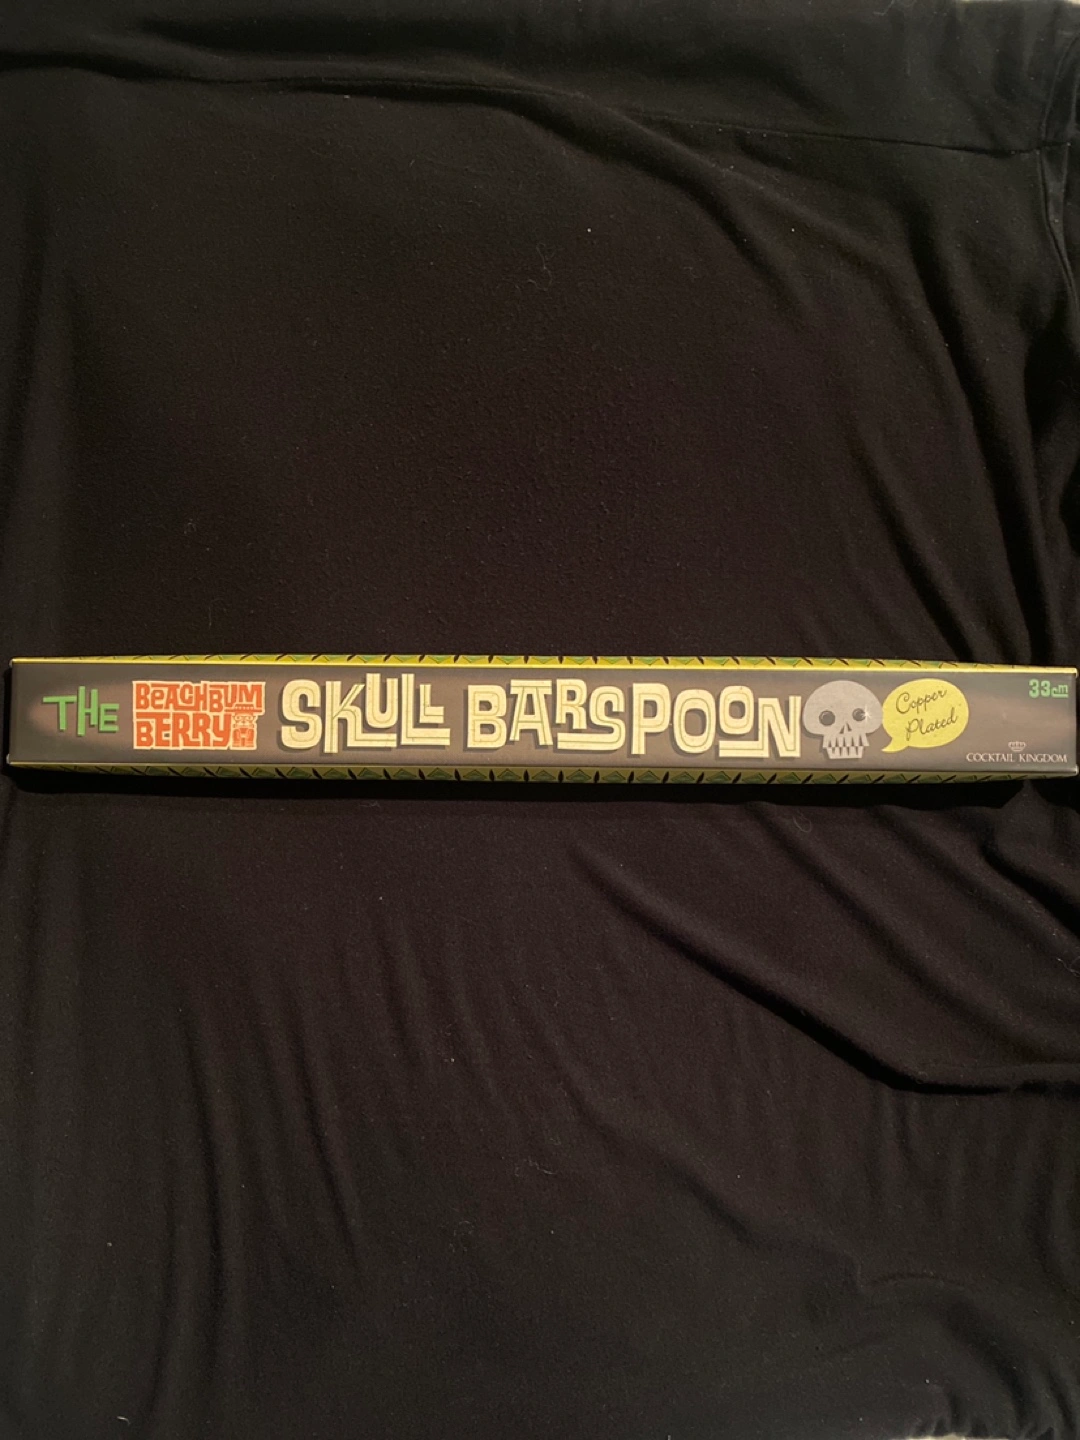 THE
BEACHBUM
BERRY
SKULL BARSPOON
Copper
Plated
33cm
COCKTAIL KINGDOM